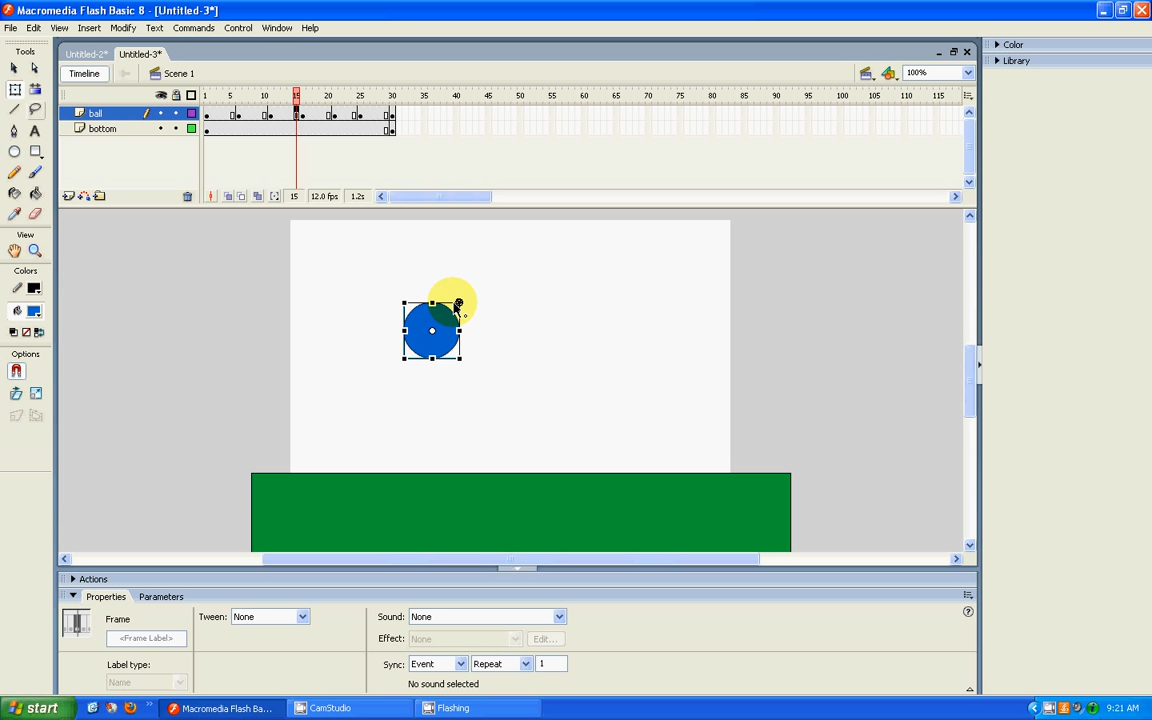 Macromedia Flash Basic 8 - [Untitled-3*]
File Edit View Insert Modify Text Commands Control Window Help
Tools
Untitled-2* Untitled-3*
Timeline Scene 1 100%
Color
Library
1 5 10 15 20 25 30 35 40 45 50 55 60 65 70 75 80 85 90 95 100 105 110 115
ball
bottom
15 12.0 fps 1.2s
A
View
Colors
Options
Actions
Properties Parameters
Frame
<Frame Label>
Label type:
Name
Tween: None
Sound: None
Effect: None Edit...
Sync: Event Repeat 1
No sound selected
start Macromedia Flash Ba... CamStudio Flashing 9:21 AM